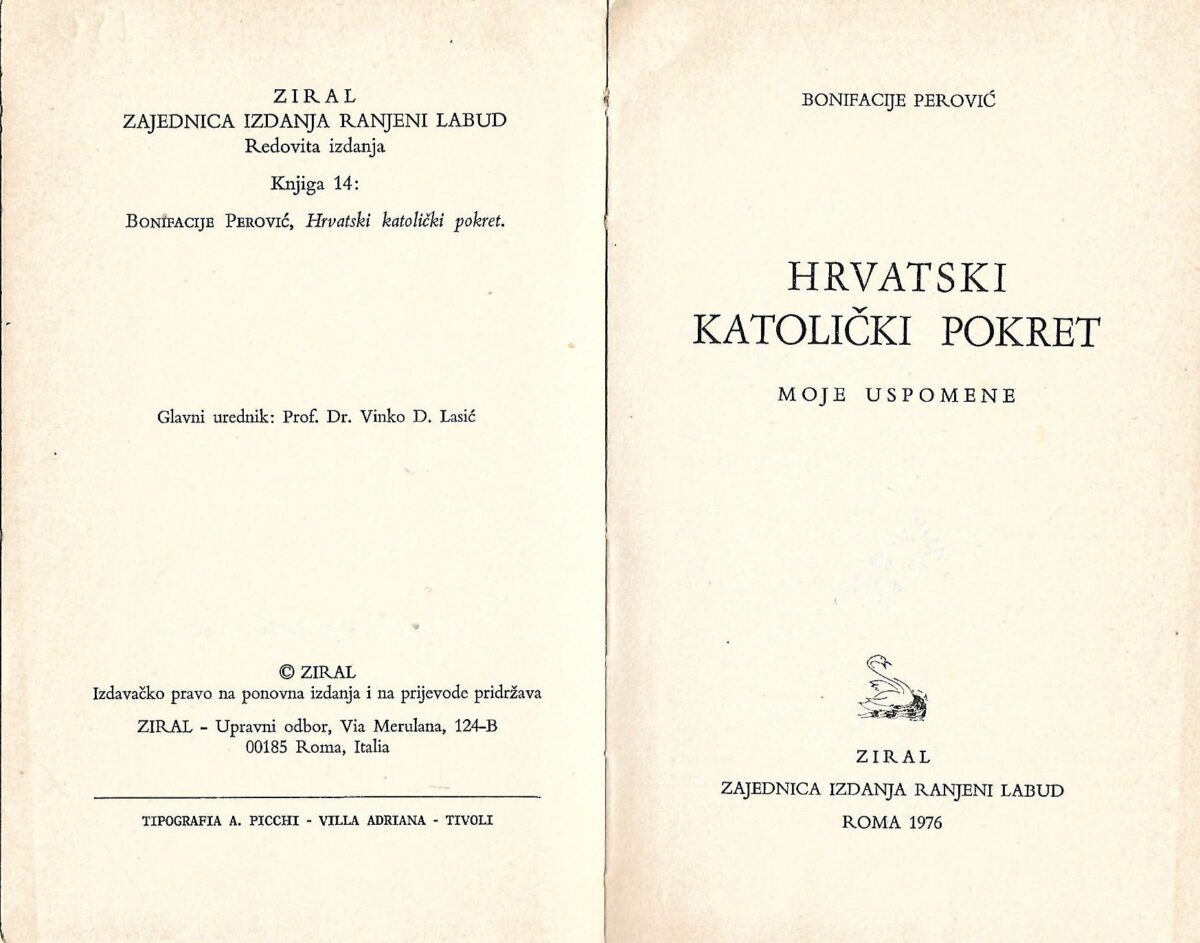 ZIRAL
ZAJEDNICA IZDANJA RANJENI LABUD
Redovita izdanja
Knjiga 14:
BONIFACIJE PEROVIĆ, Hrvatski katolički pokret.
Glavni urednik: Prof. Dr. Vinko D. Lasić
© ZIRAL
Izdavačko pravo na ponovna izdanja i na prijevode pridržava
ZIRAL – Upravni odbor, Via Merulana, 124-B
00185 Roma, Italia
TIPOGRAFIA A. PICCHI - VILLA ADRIANA - TIVOLI
BONIFACIJE PEROVIĆ
HRVATSKI
KATOLIČKI POKRET
MOJE USPOMENE
ZIRAL
ZAJEDNICA IZDANJA RANJENI LABUD
ROMA 1976